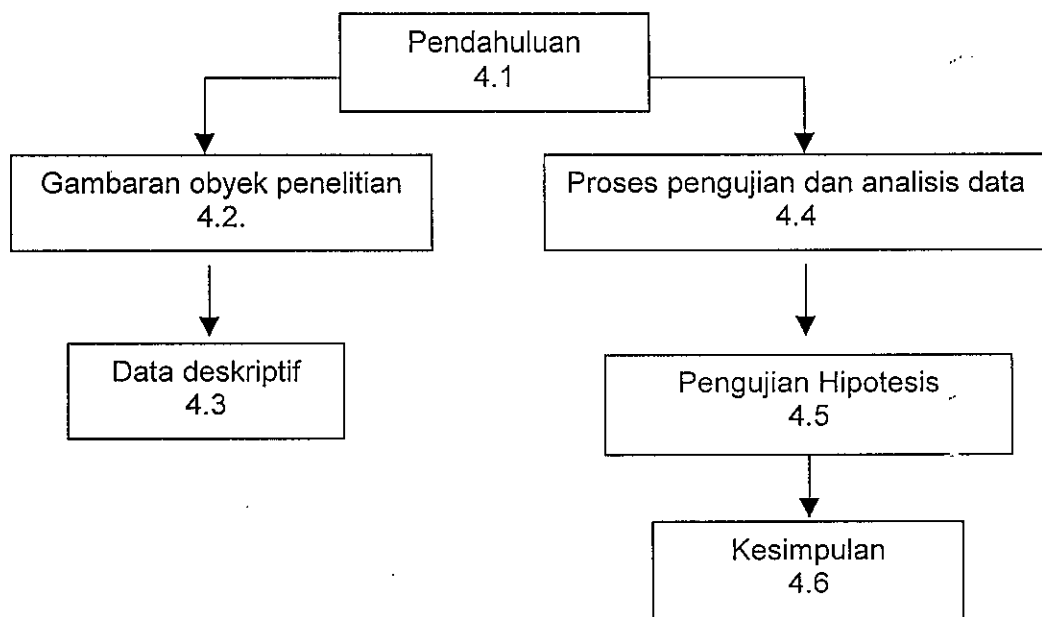 Pendahuluan
4.1
Gambaran obyek penelitian
4.2.
Proses pengujian dan analisis data
4.4
Data deskriptif
4.3
Pengujian Hipotesis
4.5
Kesimpulan
4.6